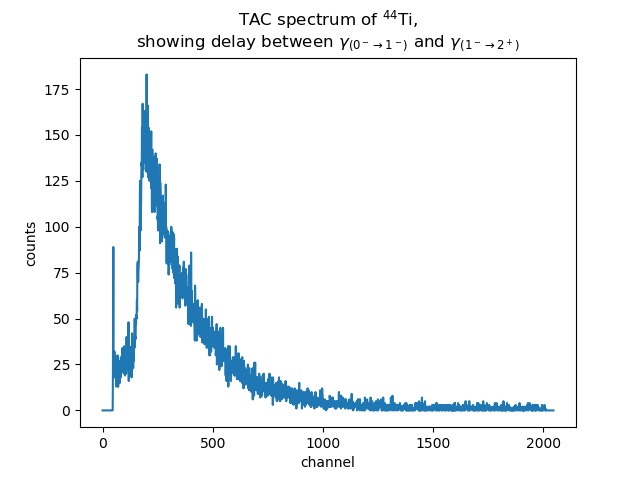 TAC spectrum of ⁴⁴Ti,
showing delay between γ₍₀⁻→₁⁻₎ and γ₍₁⁻→₂⁺₎
175
150
125
100
75
50
25
0
counts
0 500 1000 1500 2000
channel